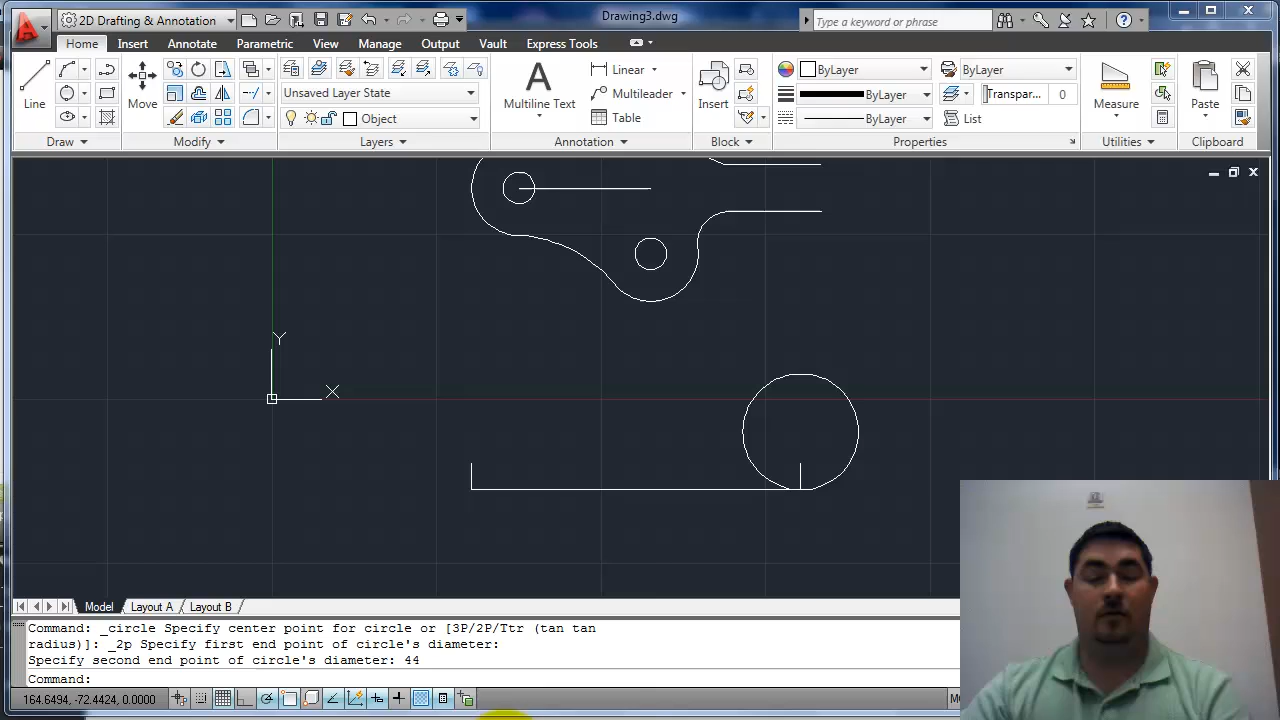 2D Drafting & Annotation
Drawing3.dwg
Type a keyword or phrase
Home Insert Annotate Parametric View Manage Output Vault Express Tools
Line
Move
Unsaved Layer State
Object
Multiline Text
Linear
Multileader
Table
Insert
ByLayer
ByLayer
ByLayer
Transpar... 0
ByLayer
List
Measure
Paste
Draw Modify Layers Annotation Block Properties Utilities Clipboard
Y
X
Model Layout A Layout B
Command: _circle Specify center point for circle or [3P/2P/Ttr (tan tan
radius)]: _2p Specify first end point of circle's diameter:
Specify second end point of circle's diameter: 44
Command:
164.6494, -72.4424, 0.0000